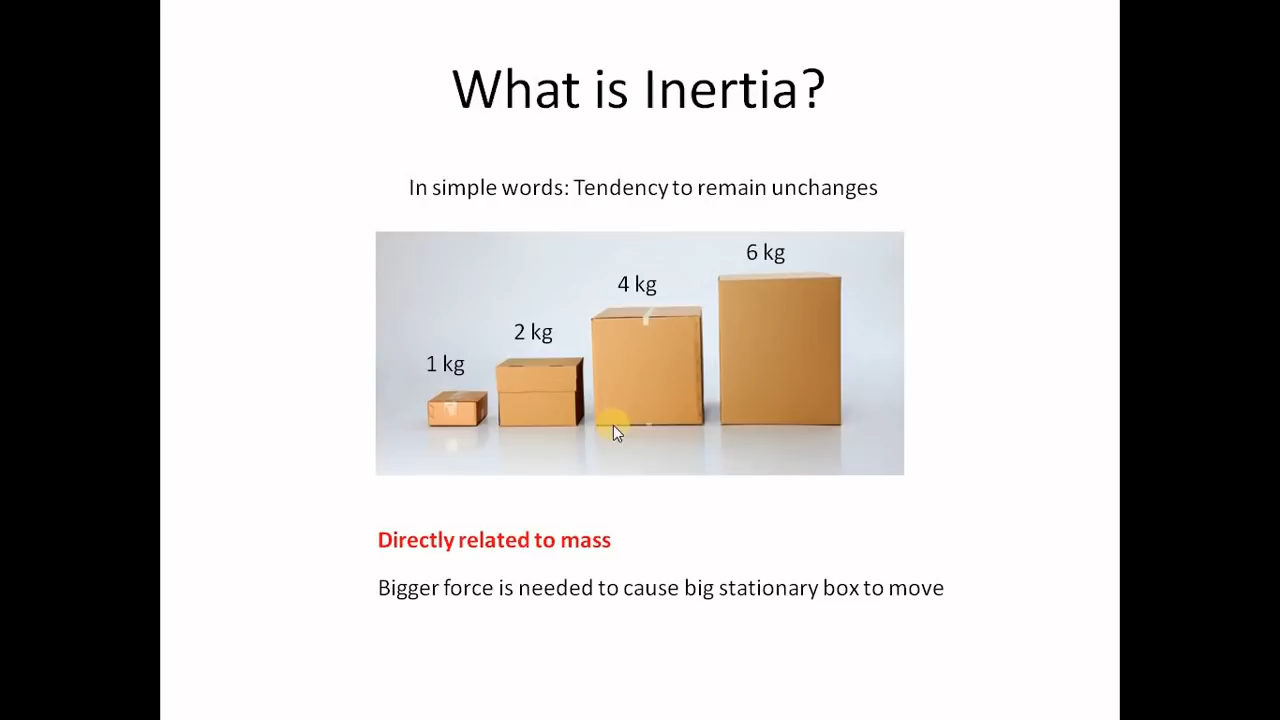 What is Inertia?
In simple words: Tendency to remain unchanges
6 kg
4 kg
2 kg
1 kg
Directly related to mass
Bigger force is needed to cause big stationary box to move